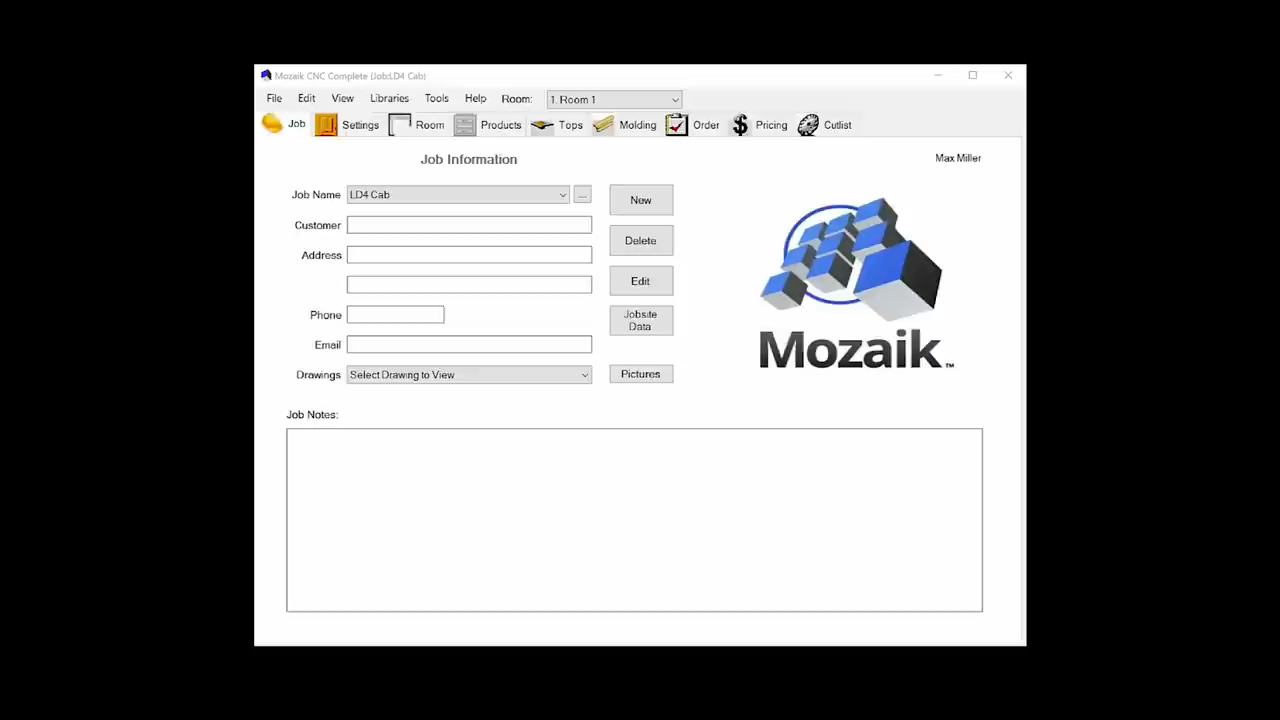 Mozaik CNC Complete (Job:LD4 Cab)
File Edit View Libraries Tools Help Room: 1. Room 1
Job Settings Room Products Tops Molding Order Pricing Cutlist
Job Information
Max Miller
Job Name LD4 Cab ... New
Customer
Delete
Address
Edit
Phone
Jobsite
Data
Email
Drawings Select Drawing to View Pictures
Mozaik™
Job Notes: